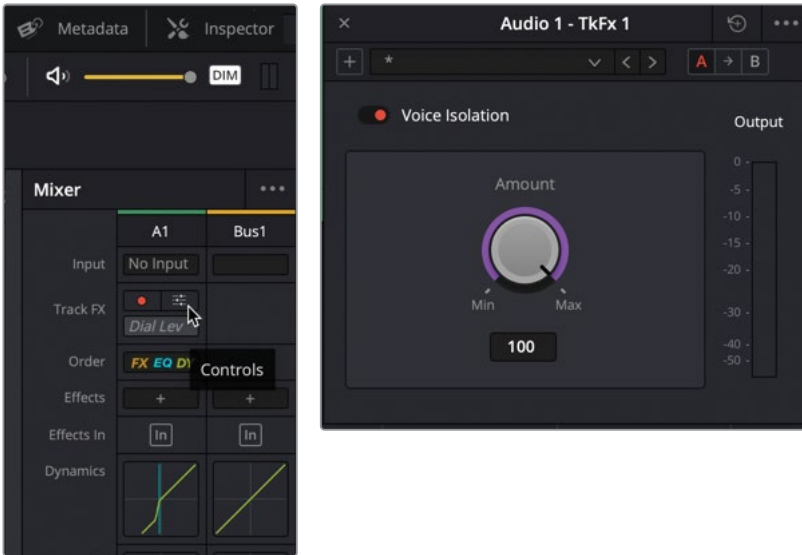 Metadata
Inspector
DIM
Mixer
A1 Bus1
Input No Input
Track FX
Dial Lev
Order FX EQ DY
Controls
Effects + +
Effects In In In
Dynamics
Audio 1 - TkFx 1
+ *
A B
Voice Isolation
Output
Amount
Min Max
100
0 -
-5 -
-10 -
-15 -
-20 -
-30 -
-40 -
-50 -